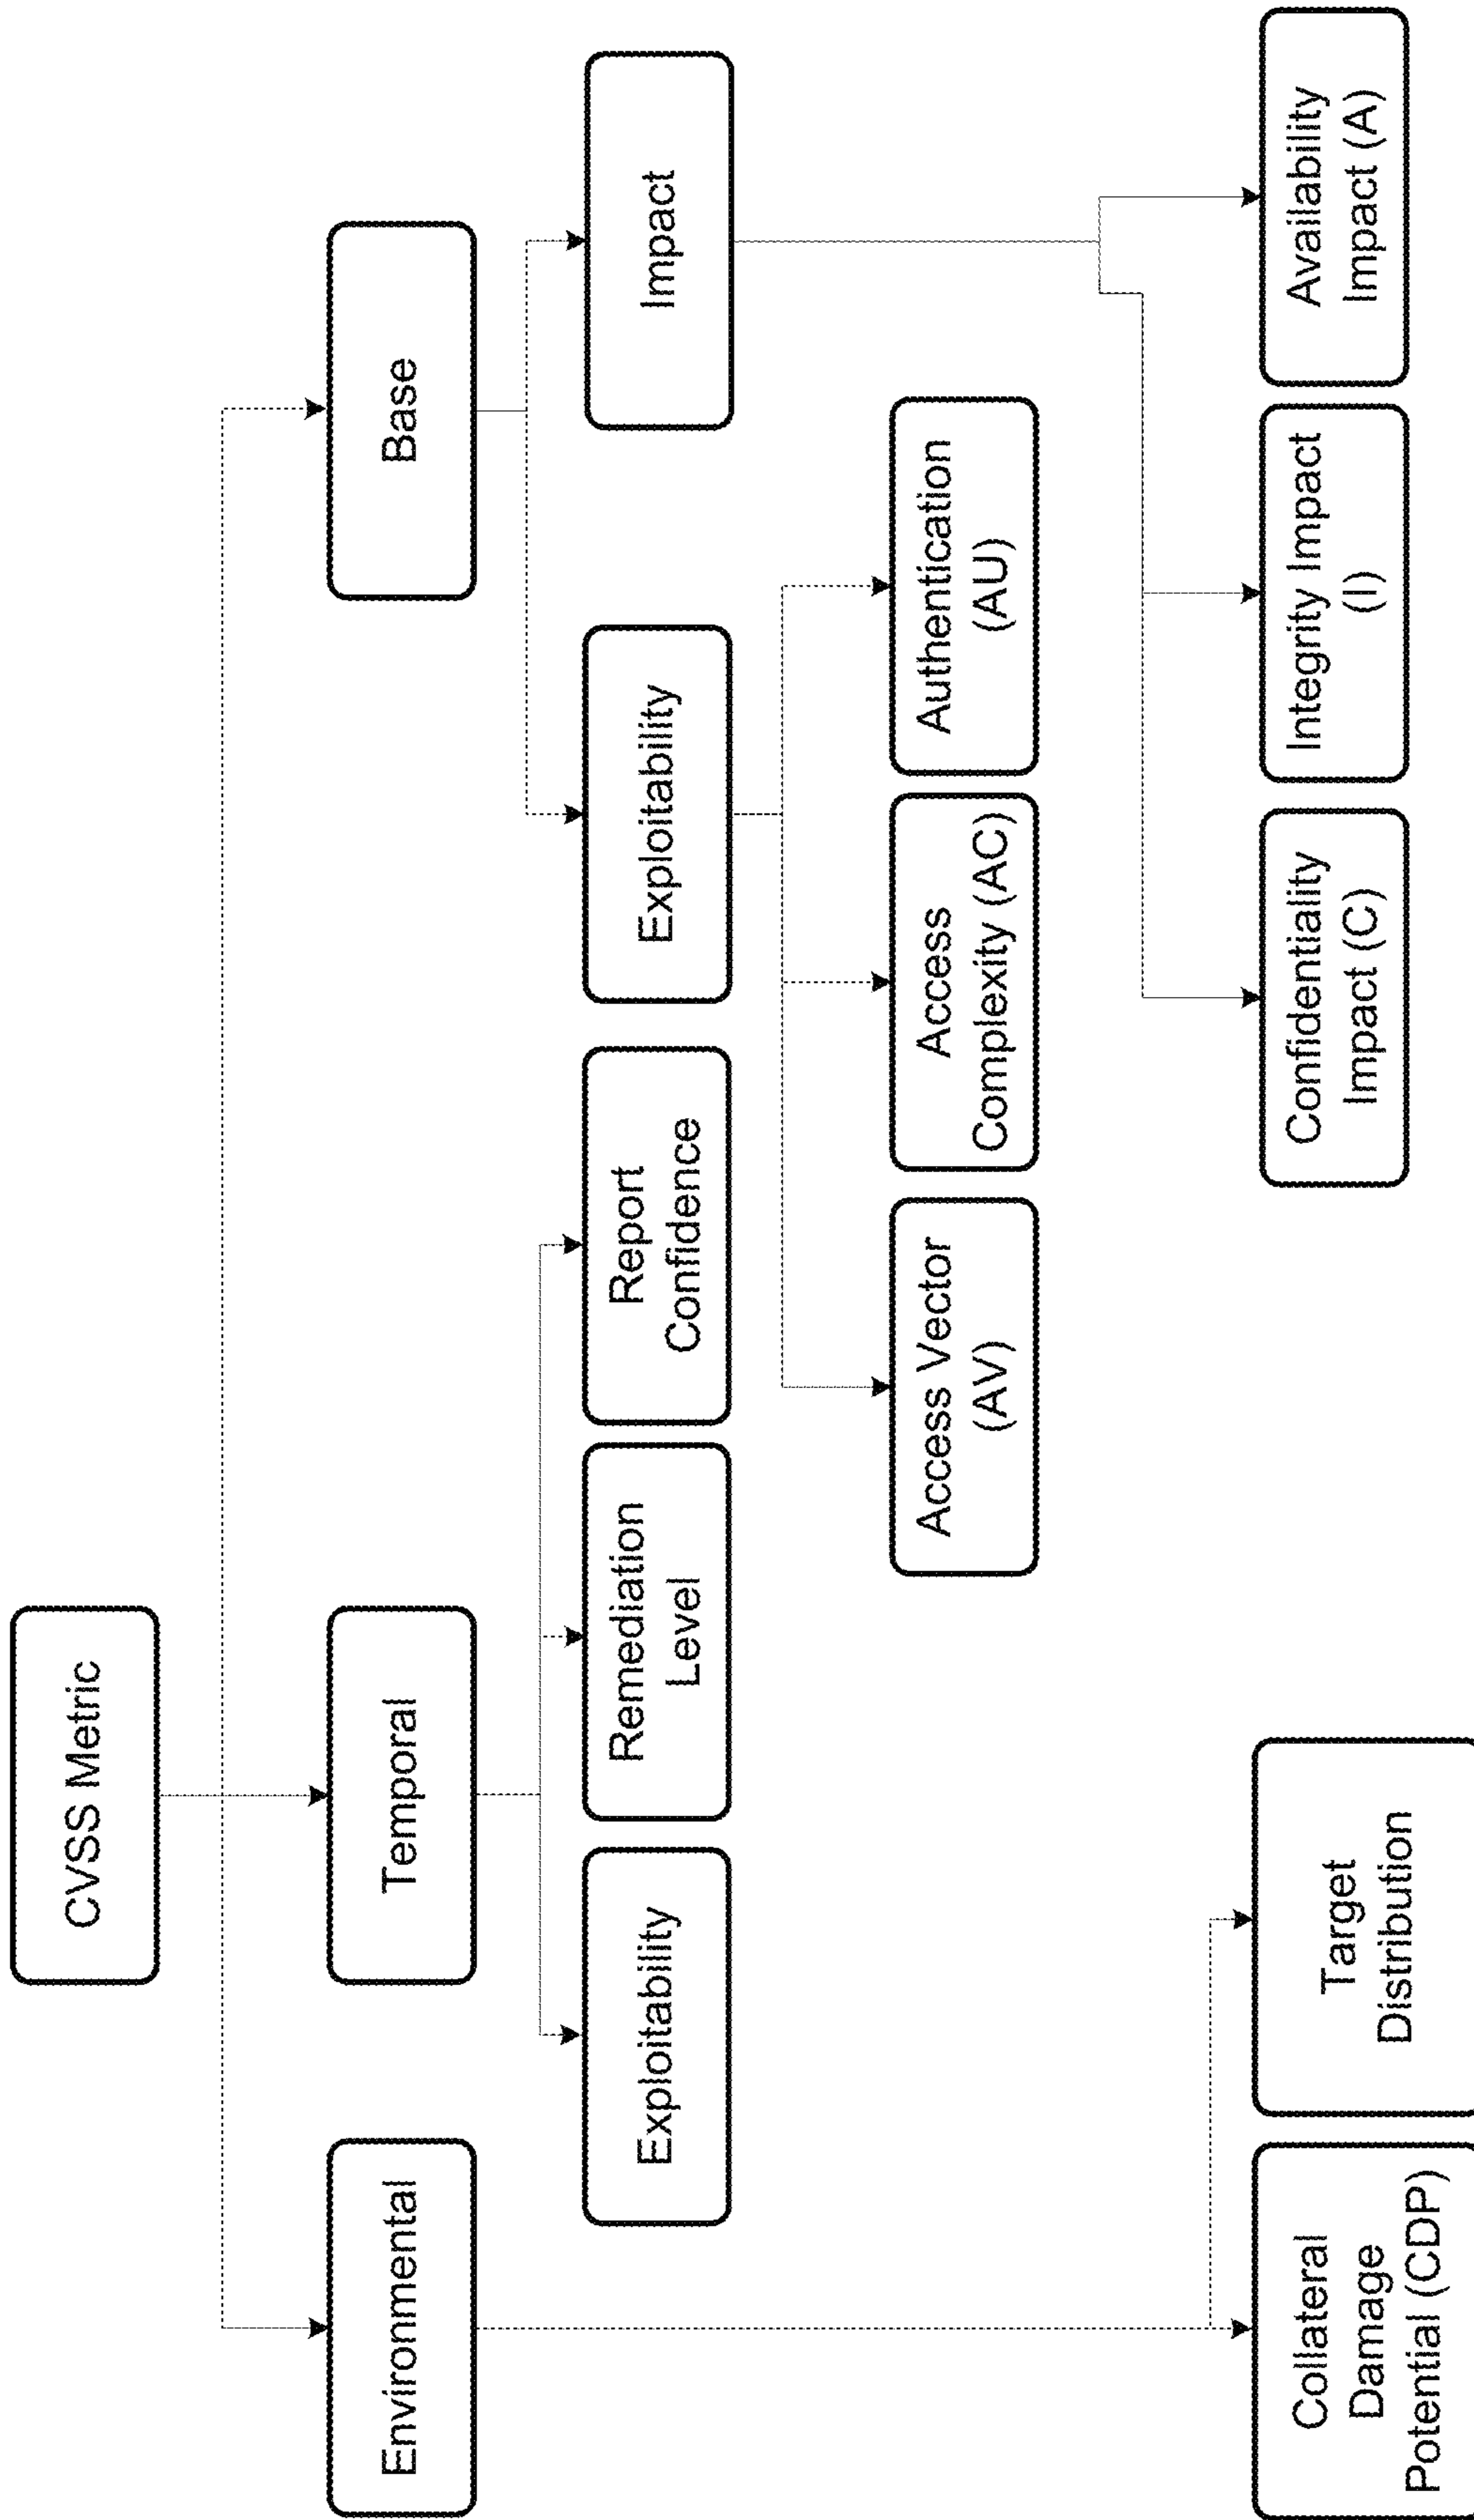 CVSS Metric
Environmental
Temporal
Base
Exploitability
Remediation
Level
Report
Confidence
Exploitability
Impact
Access Vector
(AV)
Access
Complexity (AC)
Authentication
(AU)
Collateral
Damage
Potential (CDP)
Target
Distribution
Confidentiality
Impact (C)
Integrity Impact
(I)
Availability
Impact (A)